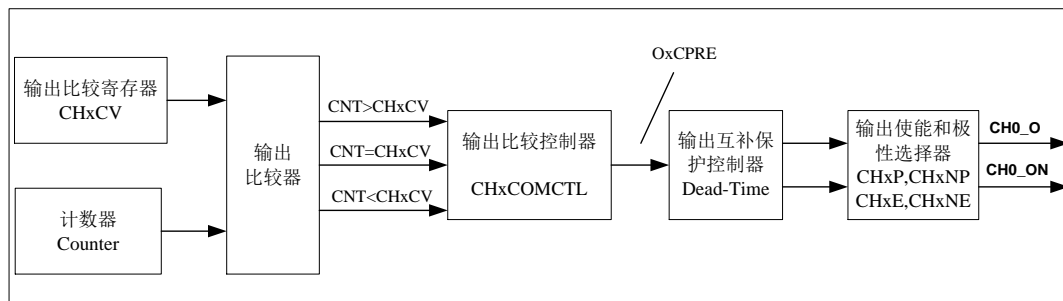 输出比较寄存器
CHxCV
计数器
Counter
输出
比较器
CNT>CHxCV
CNT=CHxCV
CNT<CHxCV
输出比较控制器
CHxCOMCTL
OxCPRE
输出互补保
护控制器
Dead-Time
输出使能和极
性选择器
CHxP,CHxNP
CHxE,CHxNE
CH0_O
CH0_ON